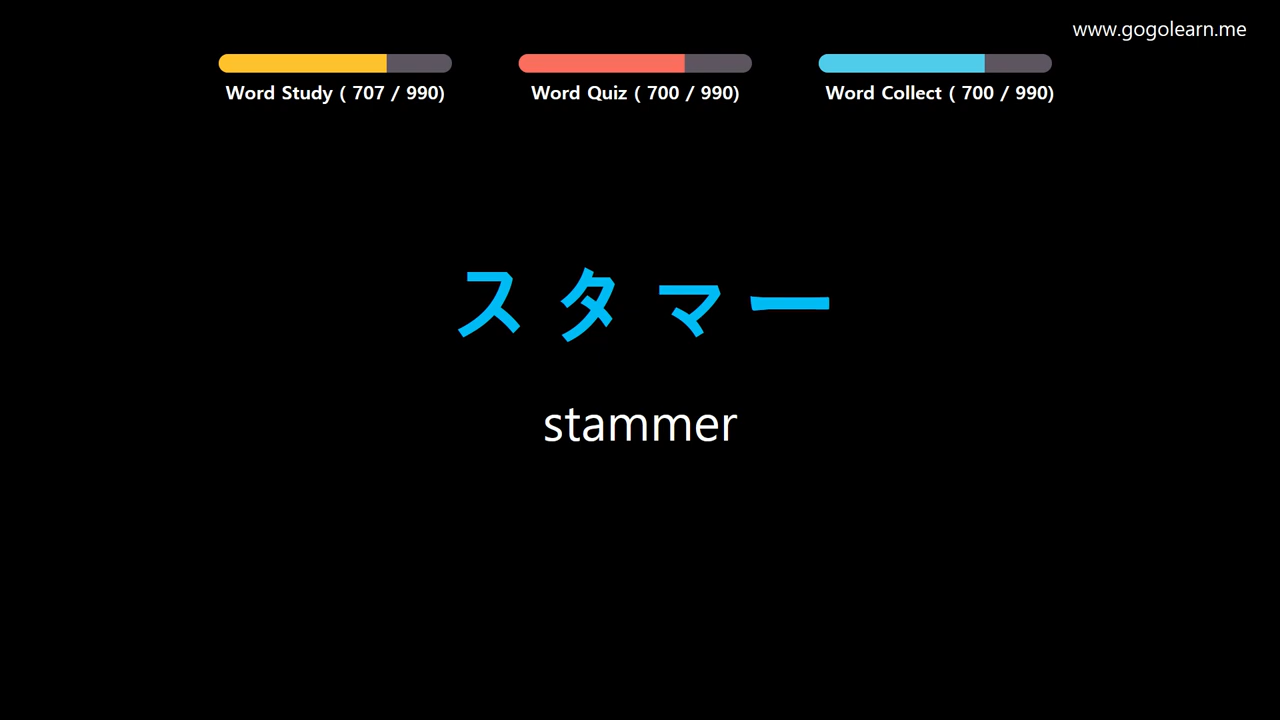 www.gogolearn.me
Word Study ( 707 / 990)
Word Quiz ( 700 / 990)
Word Collect ( 700 / 990)
スタマー
stammer